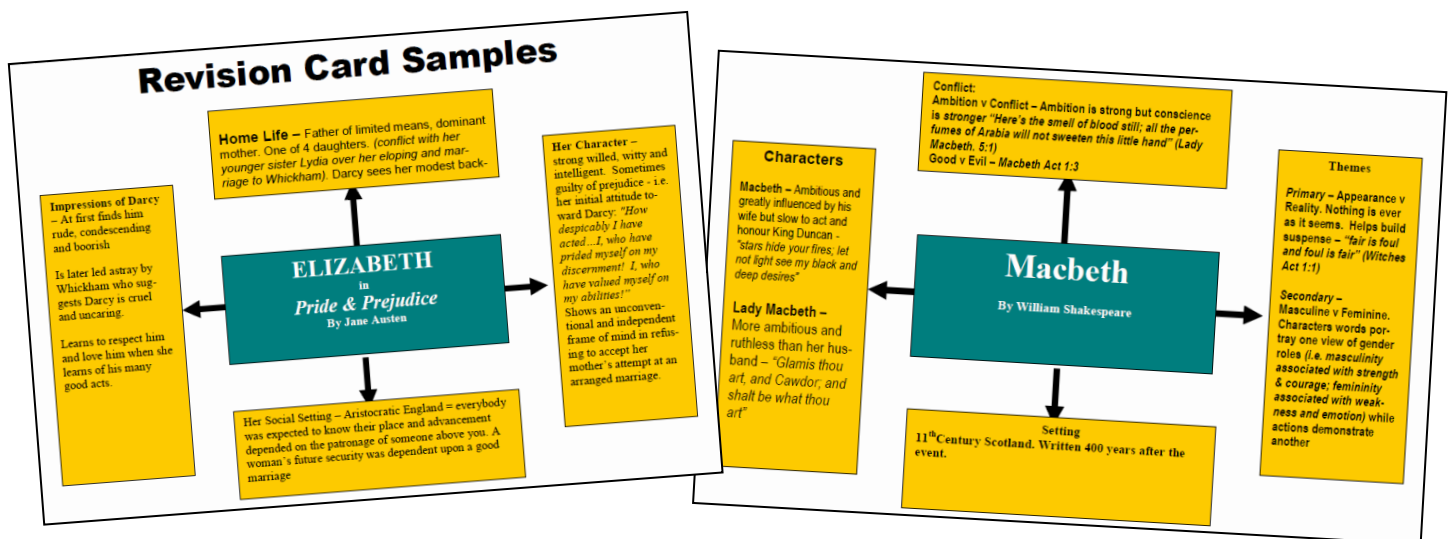 Revision Card Samples
Home Life – Father of limited means, dominant
mother. One of 4 daughters. (conflict with her
younger sister Lydia over her eloping and mar-
riage to Whickham). Darcy sees her modest back-
Impressions of Darcy
– At first finds him
rude, condescending
and boorish
Is later led astray by
Whickham who sug-
gests Darcy is cruel
and uncaring.
Learns to respect him
and love him when she
learns of his many
good acts.
ELIZABETH
in
Pride & Prejudice
By Jane Austen
Her Character –
strong willed, witty and
intelligent. Sometimes
guilty of prejudice - i.e.
her initial attitude to-
ward Darcy: "How
despicably I have
acted...I, who have
prided myself on my
discernment! I, who
have valued myself on
my abilities!"
Shows an unconven-
tional and independent
frame of mind in refus-
ing to accept her
mother`s attempt at an
arranged marriage.
Her Social Setting – Aristocratic England = everybody
was expected to know their place and advancement
depended on the patronage of someone above you. A
woman`s future security was dependent upon a good
marriage
Conflict:
Ambition v Conflict – Ambition is strong but conscience
is stronger "Here's the smell of blood still; all the per-
fumes of Arabia will not sweeten this little hand" (Lady
Macbeth. 5:1)
Good v Evil – Macbeth Act 1:3
Characters
Macbeth – Ambitious and
greatly influenced by his
wife but slow to act and
honour King Duncan -
"stars hide your fires; let
not light see my black and
deep desires"
Lady Macbeth –
More ambitious and
ruthless than her hus-
band – "Glamis thou
art, and Cawdor; and
shalt be what thou
art"
Macbeth
By William Shakespeare
Themes
Primary – Appearance v
Reality. Nothing is ever
as it seems. Helps build
suspense – "fair is foul
and foul is fair" (Witches
Act 1:1)
Secondary –
Masculine v Feminine.
Characters words por-
tray one view of gender
roles (i.e. masculinity
associated with strength
& courage; femininity
associated with weak-
ness and emotion) while
actions demonstrate
another
Setting
11thCentury Scotland. Written 400 years after the
event.